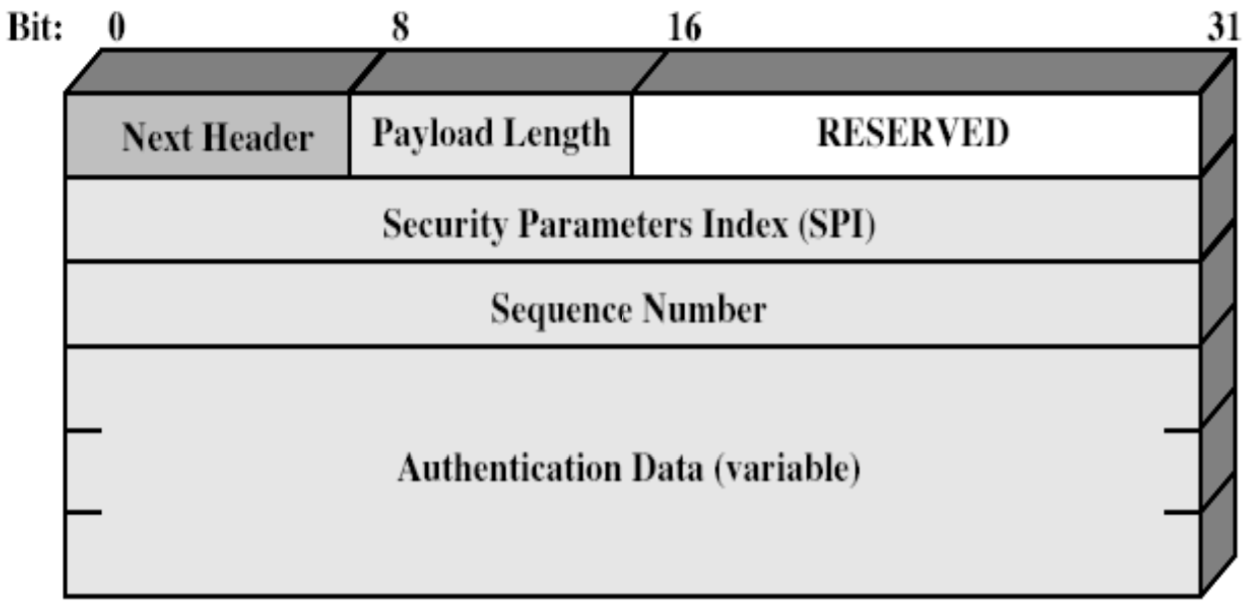 Bit: 0 8 16 31
Next Header Payload Length RESERVED
Security Parameters Index (SPI)
Sequence Number
Authentication Data (variable)